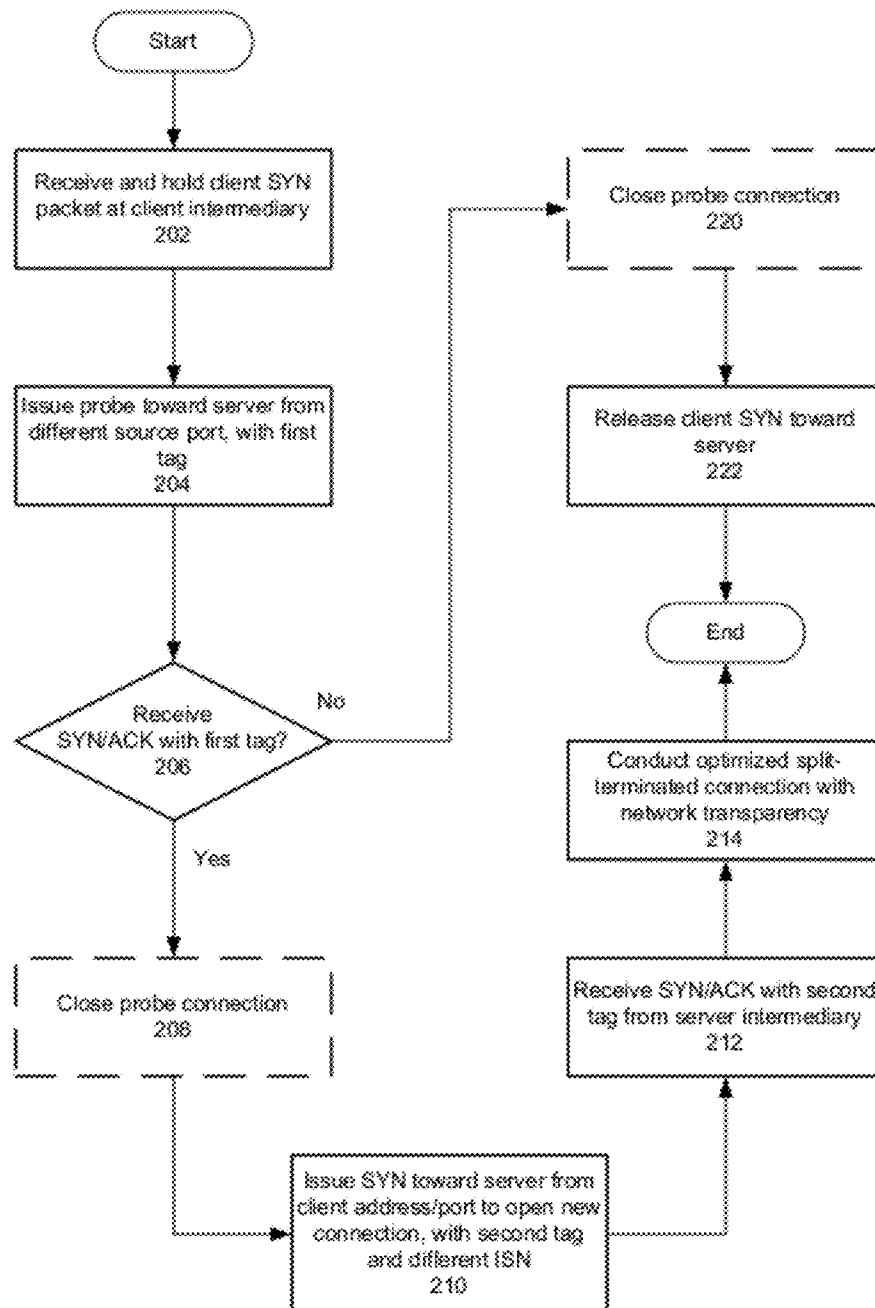 Start
Receive and hold client SYN
packet at client intermediary
202
Issue probe toward server from
different source port, with first
tag
204
Receive
SYN/ACK with first tag?
206
No
Yes
Close probe connection
208
Issue SYN toward server from
client address/port to open new
connection, with second tag
and different ISN
210
Receive SYN/ACK with second
tag from server intermediary
212
Conduct optimized split-
terminated connection with
network transparency
214
Close probe connection
220
Release client SYN toward
server
222
End